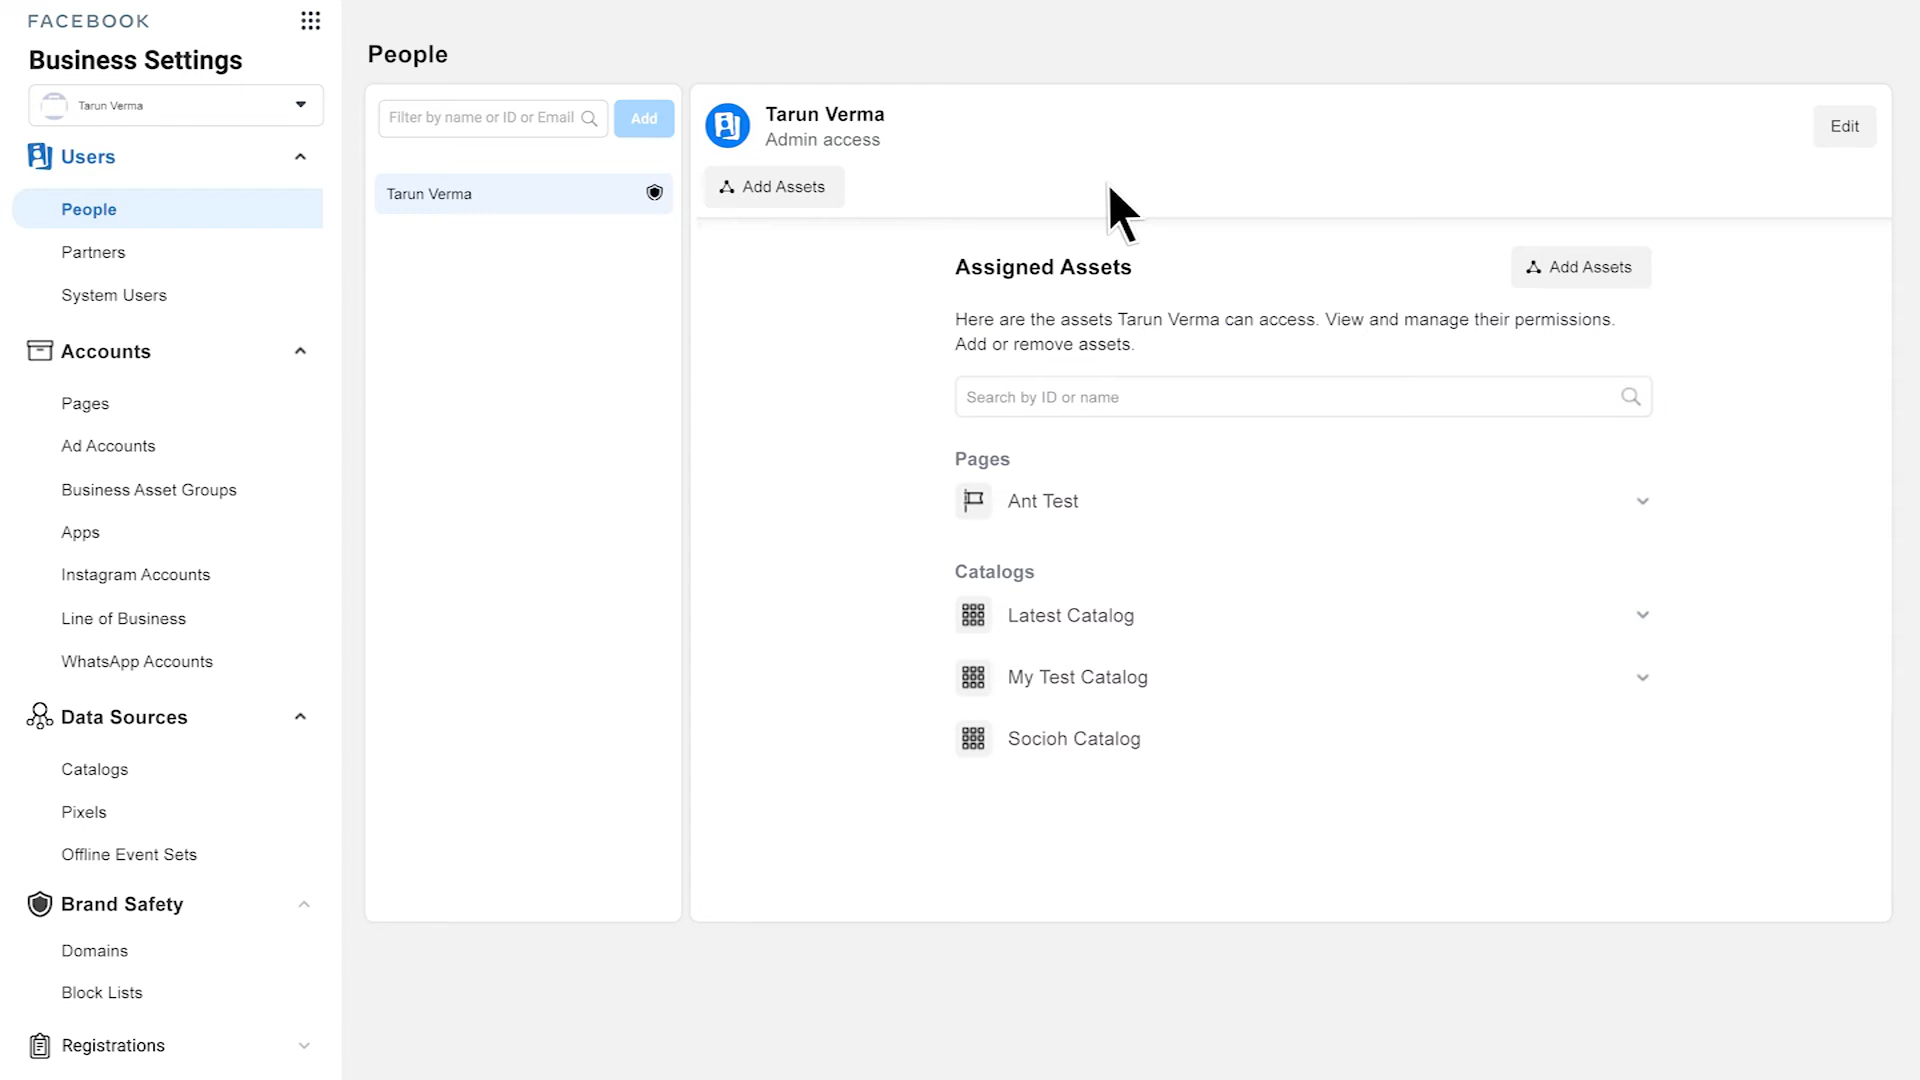 FACEBOOK
Business Settings
Tarun Verma
Users
People
Partners
System Users
Accounts
Pages
Ad Accounts
Business Asset Groups
Apps
Instagram Accounts
Line of Business
WhatsApp Accounts
Data Sources
Catalogs
Pixels
Offline Event Sets
Brand Safety
Domains
Block Lists
Registrations
People
Filter by name or ID or Email
Add
Tarun Verma
Tarun Verma
Admin access
Edit
Add Assets
Assigned Assets
Add Assets
Here are the assets Tarun Verma can access. View and manage their permissions.
Add or remove assets.
Search by ID or name
Pages
Ant Test
Catalogs
Latest Catalog
My Test Catalog
Socioh Catalog